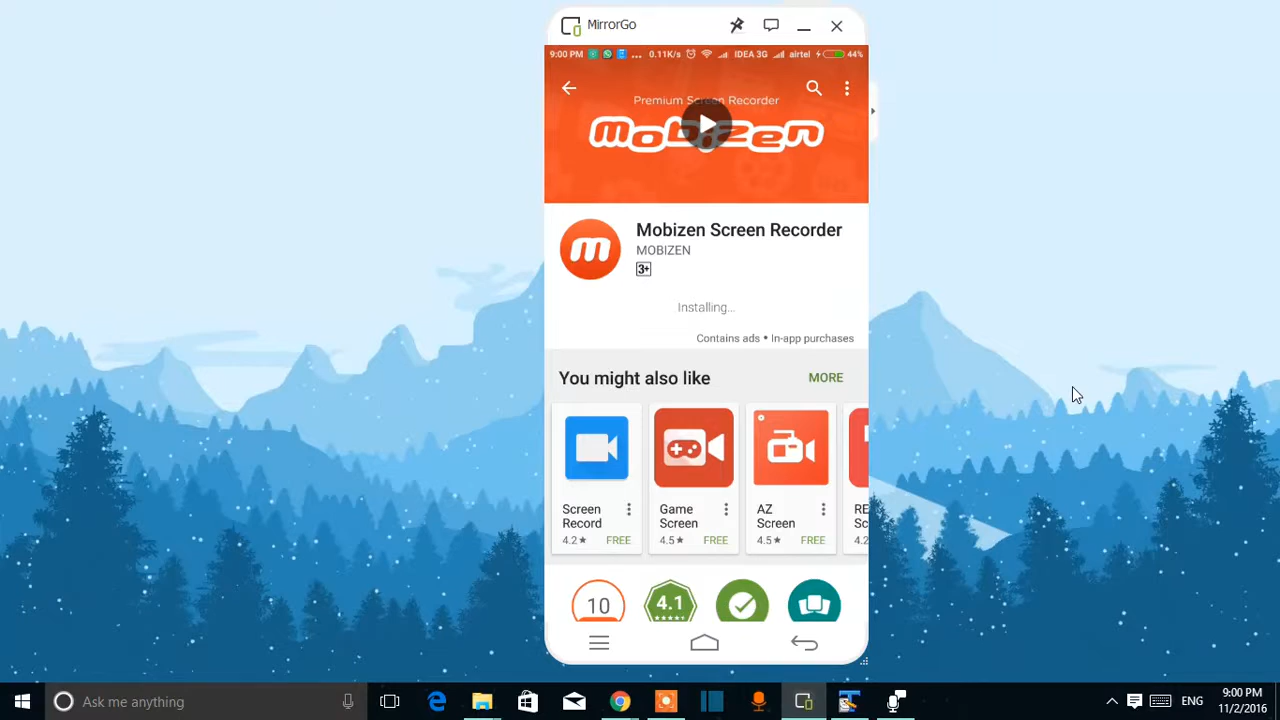 MirrorGo
9:00 PM ... 0.11K/s IDEA 3G airtel 44%
Premium Screen Recorder
mobizen
m
Mobizen Screen Recorder
MOBIZEN
3+
Installing...
Contains ads • In-app purchases
You might also like
MORE
Screen Record
4.2★ FREE
Game Screen
4.5★ FREE
AZ Screen
4.5★ FREE
10
4.1
Ask me anything
ENG
9:00 PM
11/2/2016